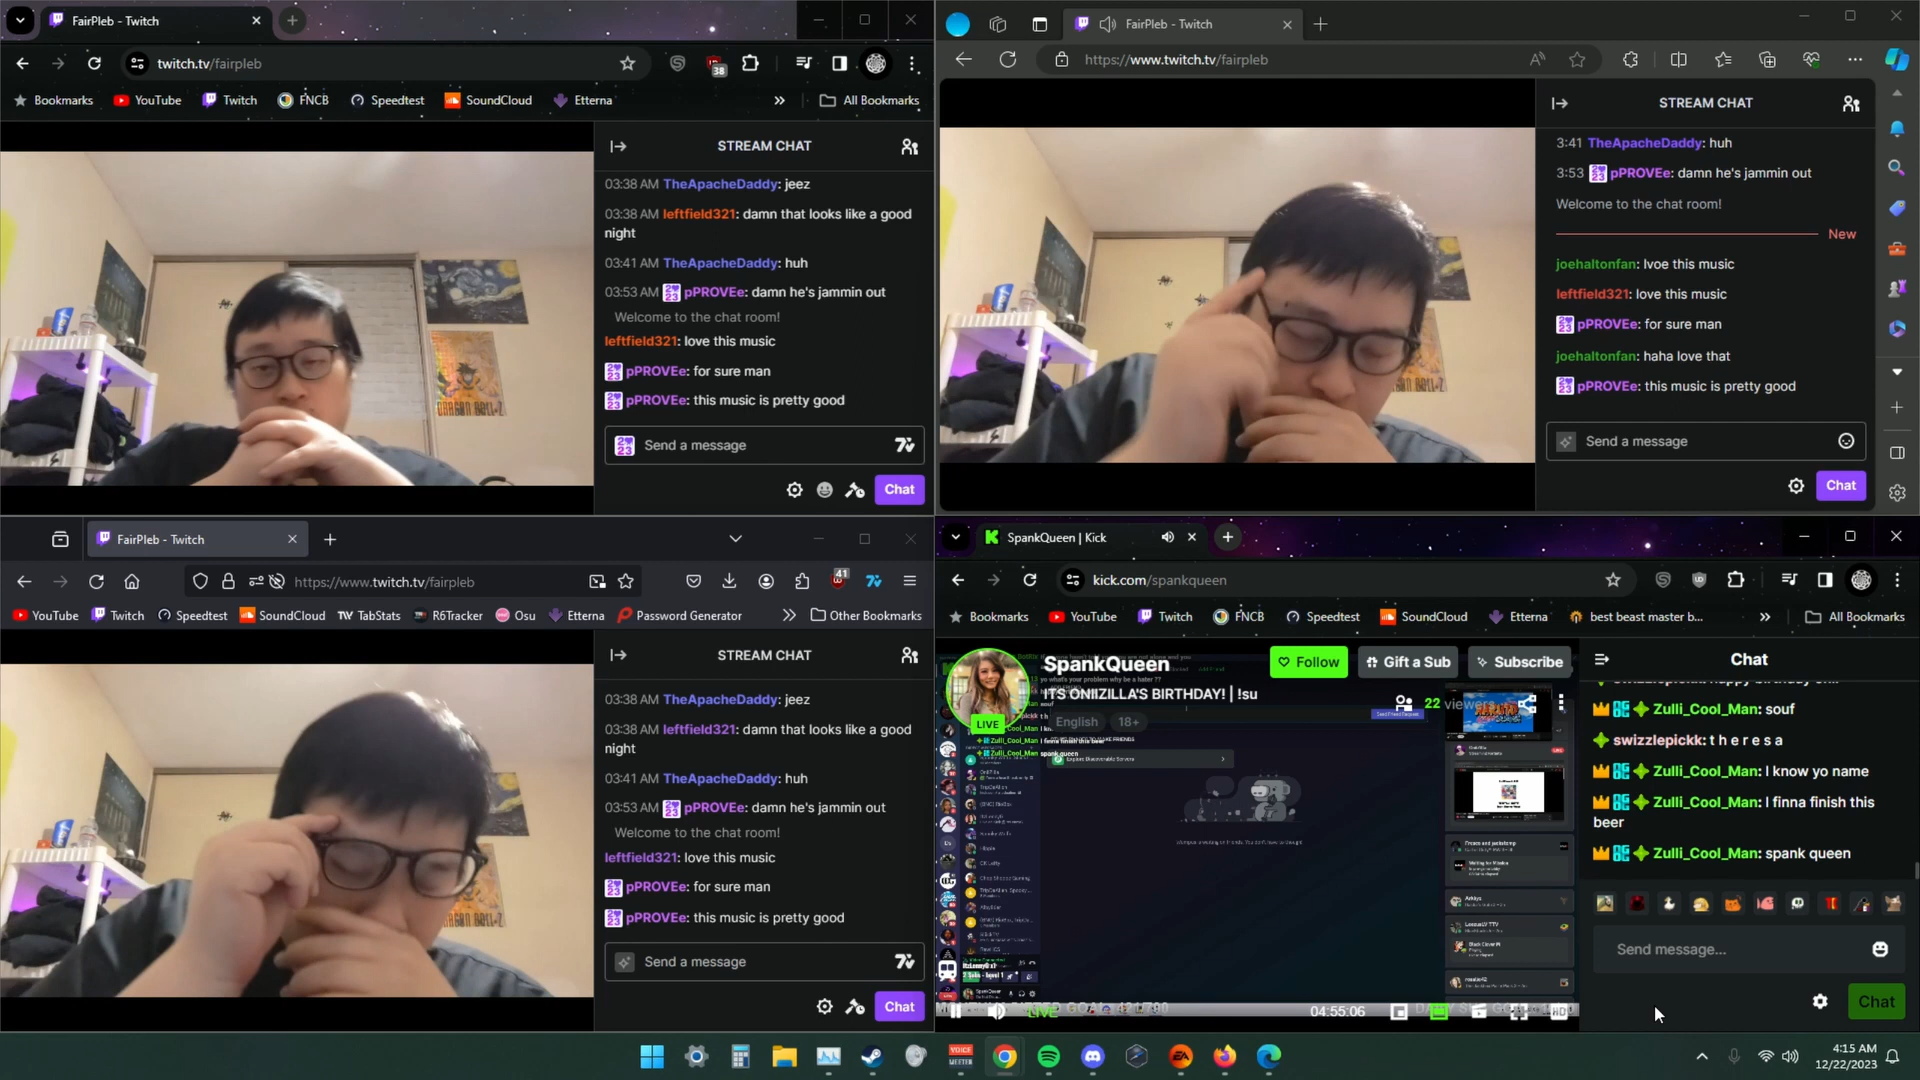 FairPleb - Twitch
twitch.tv/fairpleb
38
Bookmarks
YouTube
Twitch
FNCB
Speedtest
SoundCloud
Etterna
All Bookmarks
STREAM CHAT
03:38 AM TheApacheDaddy: jeez
03:38 AM leftfield321: damn that looks like a good
night
03:41 AM TheApacheDaddy: huh
03:53 AM pPROVEe: damn he's jammin out
Welcome to the chat room!
leftfield321: love this music
pPROVEe: for sure man
pPROVEe: this music is pretty good
Send a message
Chat
FairPleb - Twitch
https://www.twitch.tv/fairpleb
STREAM CHAT
3:41 TheApacheDaddy: huh
3:53 pPROVEe: damn he's jammin out
Welcome to the chat room!
New
joehaltonfan: lvoe this music
leftfield321: love this music
pPROVEe: for sure man
joehaltonfan: haha love that
pPROVEe: this music is pretty good
Send a message
Chat
FairPleb - Twitch
https://www.twitch.tv/fairpleb
41
YouTube
Twitch
Speedtest
SoundCloud
TabStats
R6Tracker
Osu
Etterna
Password Generator
Other Bookmarks
STREAM CHAT
03:38 AM TheApacheDaddy: jeez
03:38 AM leftfield321: damn that looks like a good
night
03:41 AM TheApacheDaddy: huh
03:53 AM pPROVEe: damn he's jammin out
Welcome to the chat room!
leftfield321: love this music
pPROVEe: for sure man
pPROVEe: this music is pretty good
Send a message
Chat
SpankQueen | Kick
kick.com/spankqueen
Bookmarks
YouTube
Twitch
FNCB
Speedtest
SoundCloud
Etterna
best beast master b...
All Bookmarks
SpankQueen
ITS ONIIZILLA'S BIRTHDAY! | !su
Follow
Gift a Sub
Subscribe
LIVE
English
18+
22 viewers
Explore Discoverable Servers
LIVE
04:55:06
Chat
Zulli_Cool_Man: souf
swizzlepickk: t h e r e s a
Zulli_Cool_Man: I know yo name
Zulli_Cool_Man: I finna finish this
beer
Zulli_Cool_Man: spank queen
Send message...
Chat
4:15 AM
12/22/2023